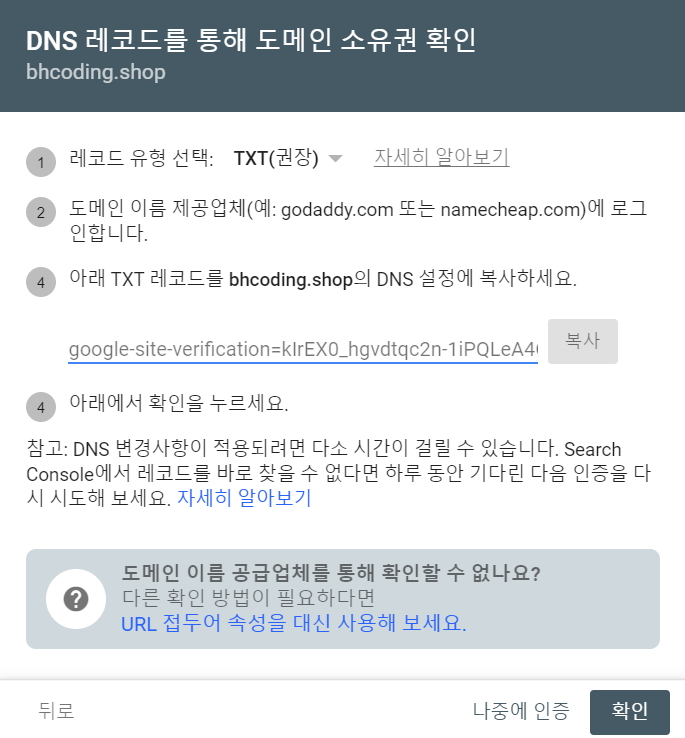 DNS 레코드를 통해 도메인 소유권 확인
bhcoding.shop
1 레코드 유형 선택: TXT(권장) 자세히 알아보기
2 도메인 이름 제공업체(예: godaddy.com 또는 namecheap.com)에 로그
인합니다.
4 아래 TXT 레코드를 bhcoding.shop의 DNS 설정에 복사하세요.
google-site-verification=kIrEX0_hgvdtqc2n-1iPQLeA4 복사
4 아래에서 확인을 누르세요.
참고: DNS 변경사항이 적용되려면 다소 시간이 걸릴 수 있습니다. Search
Console에서 레코드를 바로 찾을 수 없다면 하루 동안 기다린 다음 인증을 다
시 시도해 보세요. 자세히 알아보기
도메인 이름 공급업체를 통해 확인할 수 없나요?
다른 확인 방법이 필요하다면
URL 접두어 속성을 대신 사용해 보세요.
뒤로 나중에 인증 확인